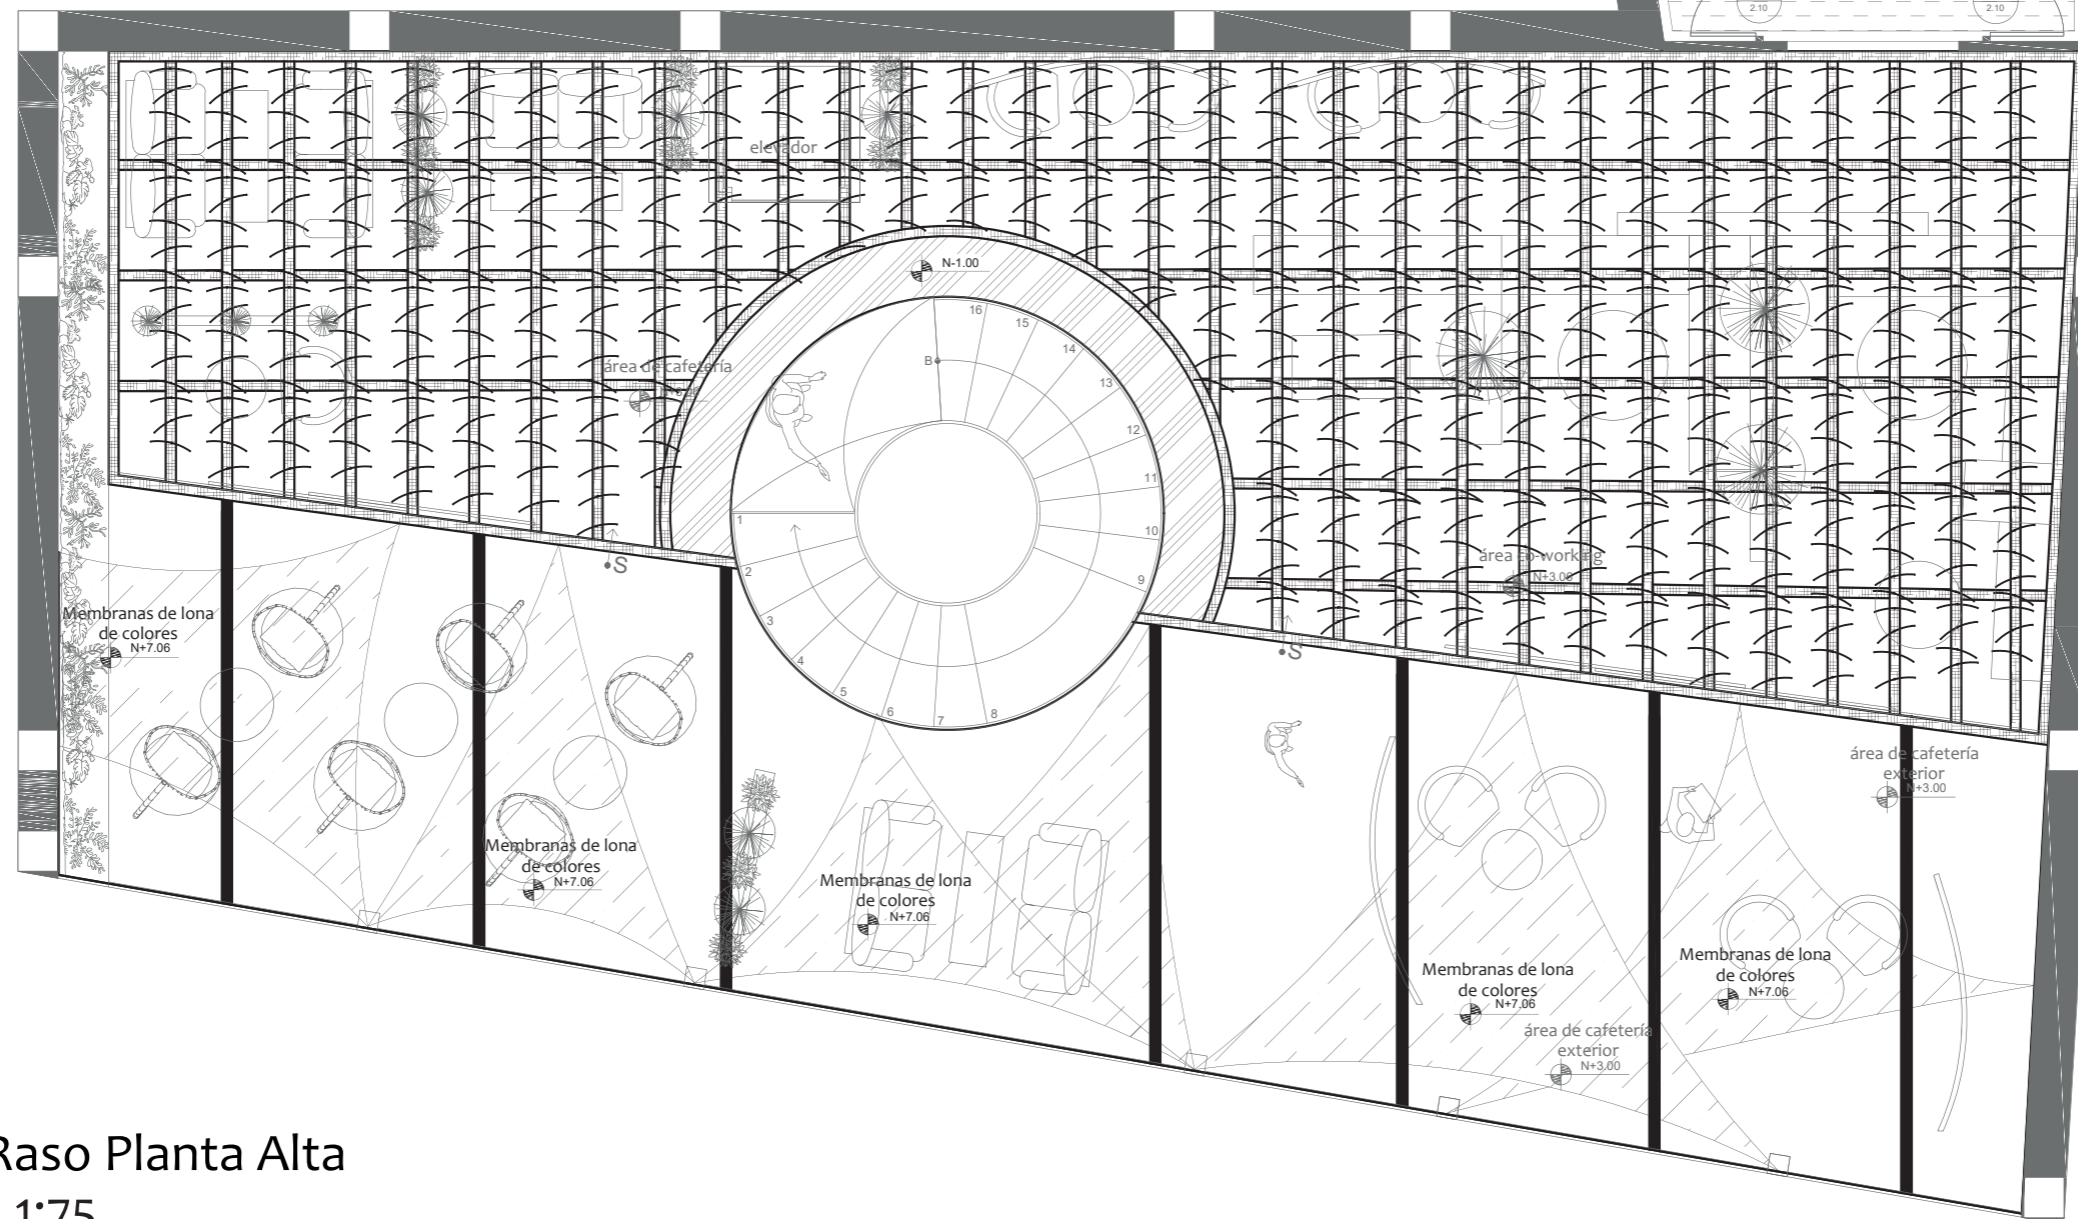 2.10
2.10
elevador
N-1.00
16
15
14
13
12
11
10
9
B
1
2
3
4
5
6
7
8
área de cafetería
S
área co-working
N+3.00
S
Membranas de lona
de colores
N+7.06
área de cafetería
exterior
N+3.00
Membranas de lona
de colores
N+7.06
Membranas de lona
de colores
N+7.06
Membranas de lona
de colores
N+7.06
Membranas de lona
de colores
N+7.06
área de cafetería
exterior
N+3.00
Raso Planta Alta
1:75